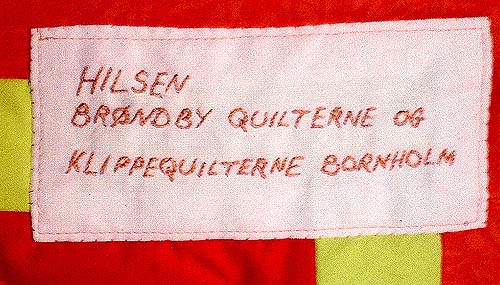 HILSEN
BRØNDBY QUILTERNE OG
KLIPPEQUILTERNE BORNHOLM